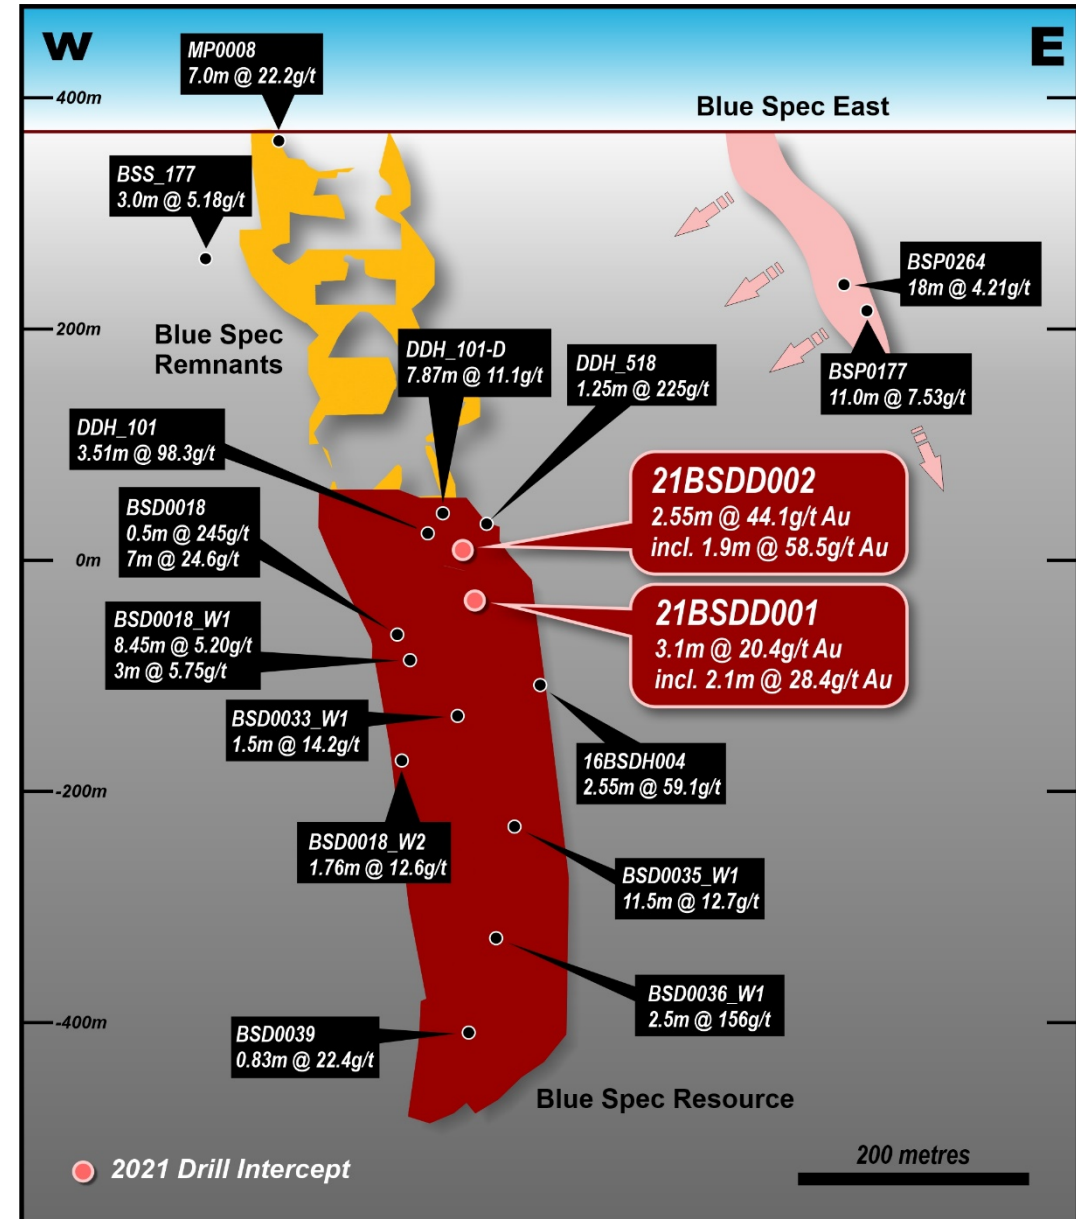 W
E
MP0008
7.0m @ 22.2g/t
400m
Blue Spec East
BSS_177
3.0m @ 5.18g/t
BSP0264
18m @ 4.21g/t
200m
Blue Spec
Remnants
DDH_101-D
7.87m @ 11.1g/t
DDH_518
1.25m @ 225g/t
BSP0177
11.0m @ 7.53g/t
DDH_101
3.51m @ 98.3g/t
21BSDD002
2.55m @ 44.1g/t Au
incl. 1.9m @ 58.5g/t Au
BSD0018
0.5m @ 245g/t
7m @ 24.6g/t
0m
21BSDD001
3.1m @ 20.4g/t Au
incl. 2.1m @ 28.4g/t Au
BSD0018_W1
8.45m @ 5.20g/t
3m @ 5.75g/t
BSD0033_W1
1.5m @ 14.2g/t
16BSDH004
2.55m @ 59.1g/t
-200m
BSD0018_W2
1.76m @ 12.6g/t
BSD0035_W1
11.5m @ 12.7g/t
BSD0036_W1
2.5m @ 156g/t
-400m
BSD0039
0.83m @ 22.4g/t
Blue Spec Resource
2021 Drill Intercept
200 metres